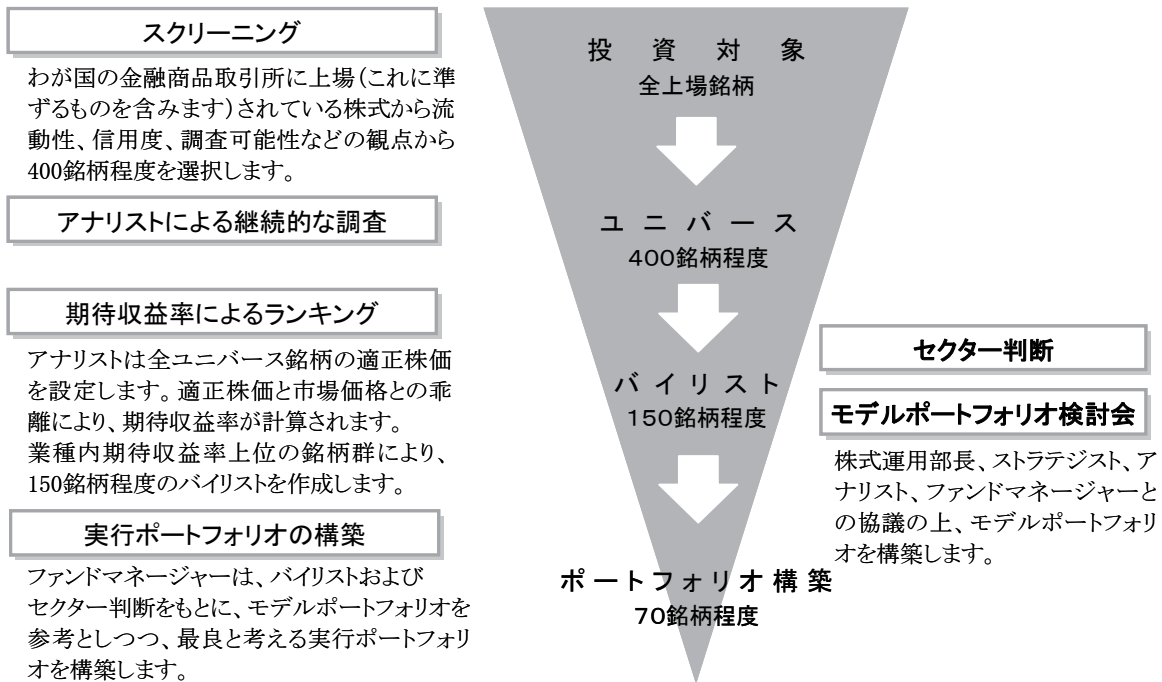 スクリーニング
わが国の金融商品取引所に上場(これに準
ずるものを含みます)されている株式から流
動性、信用度、調査可能性などの観点から
400銘柄程度を選択します。
アナリストによる継続的な調査
期待収益率によるランキング
アナリストは全ユニバース銘柄の適正株価
を設定します。適正株価と市場価格との乖
離により、期待収益率が計算されます。
業種内期待収益率上位の銘柄群により、
150銘柄程度のバイリストを作成します。
実行ポートフォリオの構築
ファンドマネージャーは、バイリストおよび
セクター判断をもとに、モデルポートフォリオを
参考としつつ、最良と考える実行ポートフォリ
オを構築します。
投資対象
全上場銘柄
ユニバース
400銘柄程度
バイリスト
150銘柄程度
ポートフォリオ構築
70銘柄程度
セクター判断
モデルポートフォリオ検討会
株式運用部長、ストラテジスト、ア
ナリスト、ファンドマネージャーと
の協議の上、モデルポートフォリ
オを構築します。